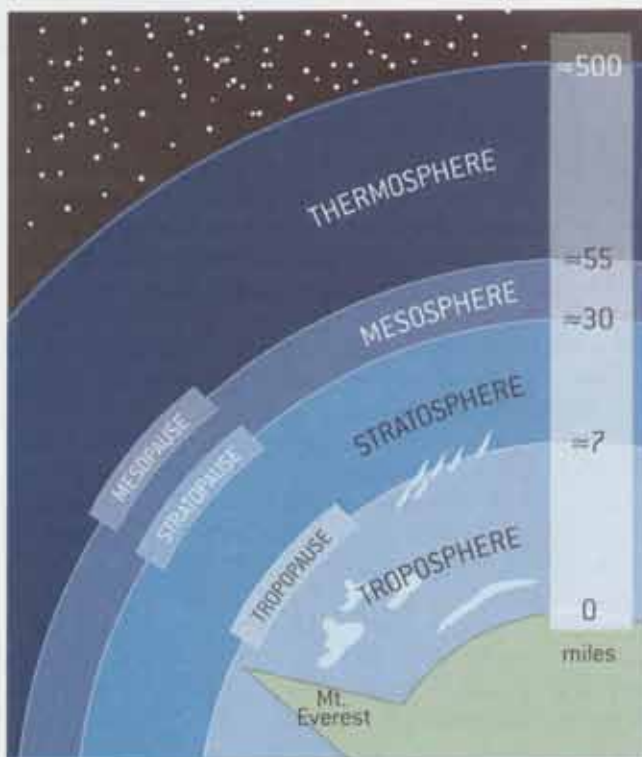 ≈500
THERMOSPHERE
≈55
MESOSPHERE
≈30
STRATOSPHERE
≈7
MESOPAUSE
STRATOPAUSE
TROPOPAUSE
TROPOSPHERE
0
miles
Mt.
Everest